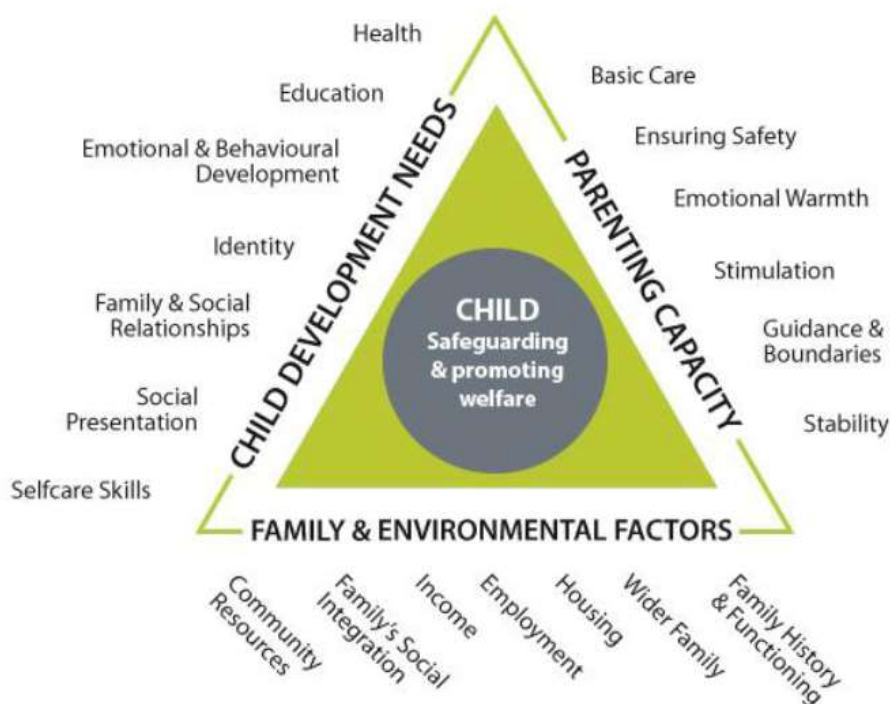 Health
Education
Emotional & Behavioural
Development
Identity
Family & Social
Relationships
Social
Presentation
Selfcare Skills
CHILD DEVELOPMENT NEEDS
CHILD
Safeguarding
& promoting
welfare
PARENTING CAPACITY
Basic Care
Ensuring Safety
Emotional Warmth
Stimulation
Guidance &
Boundaries
Stability
FAMILY & ENVIRONMENTAL FACTORS
Community
Resources
Family's Social
Integration
Income
Employment
Housing
Wider Family
Family History
& Functioning